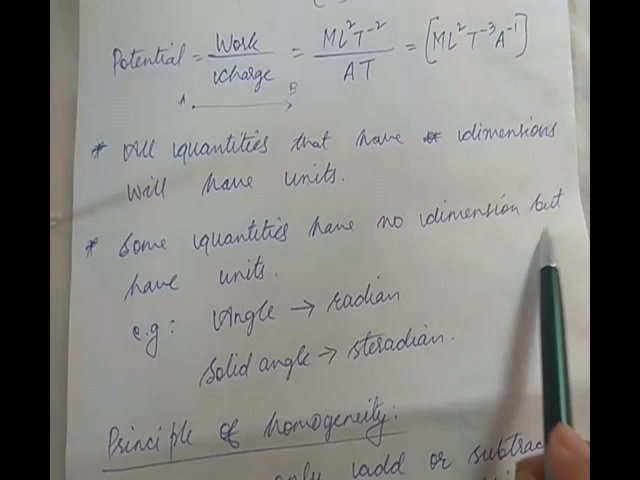 Potential = Work / charge = ML²T⁻² / AT = [ML²T⁻³A⁻¹]
A B
* All quantities that have dimensions
will have units.
* Some quantities have no dimension but
have units.
e.g: Angle → radian
Solid angle → steradian.
Principle of homogeneity:
only add or subtrac